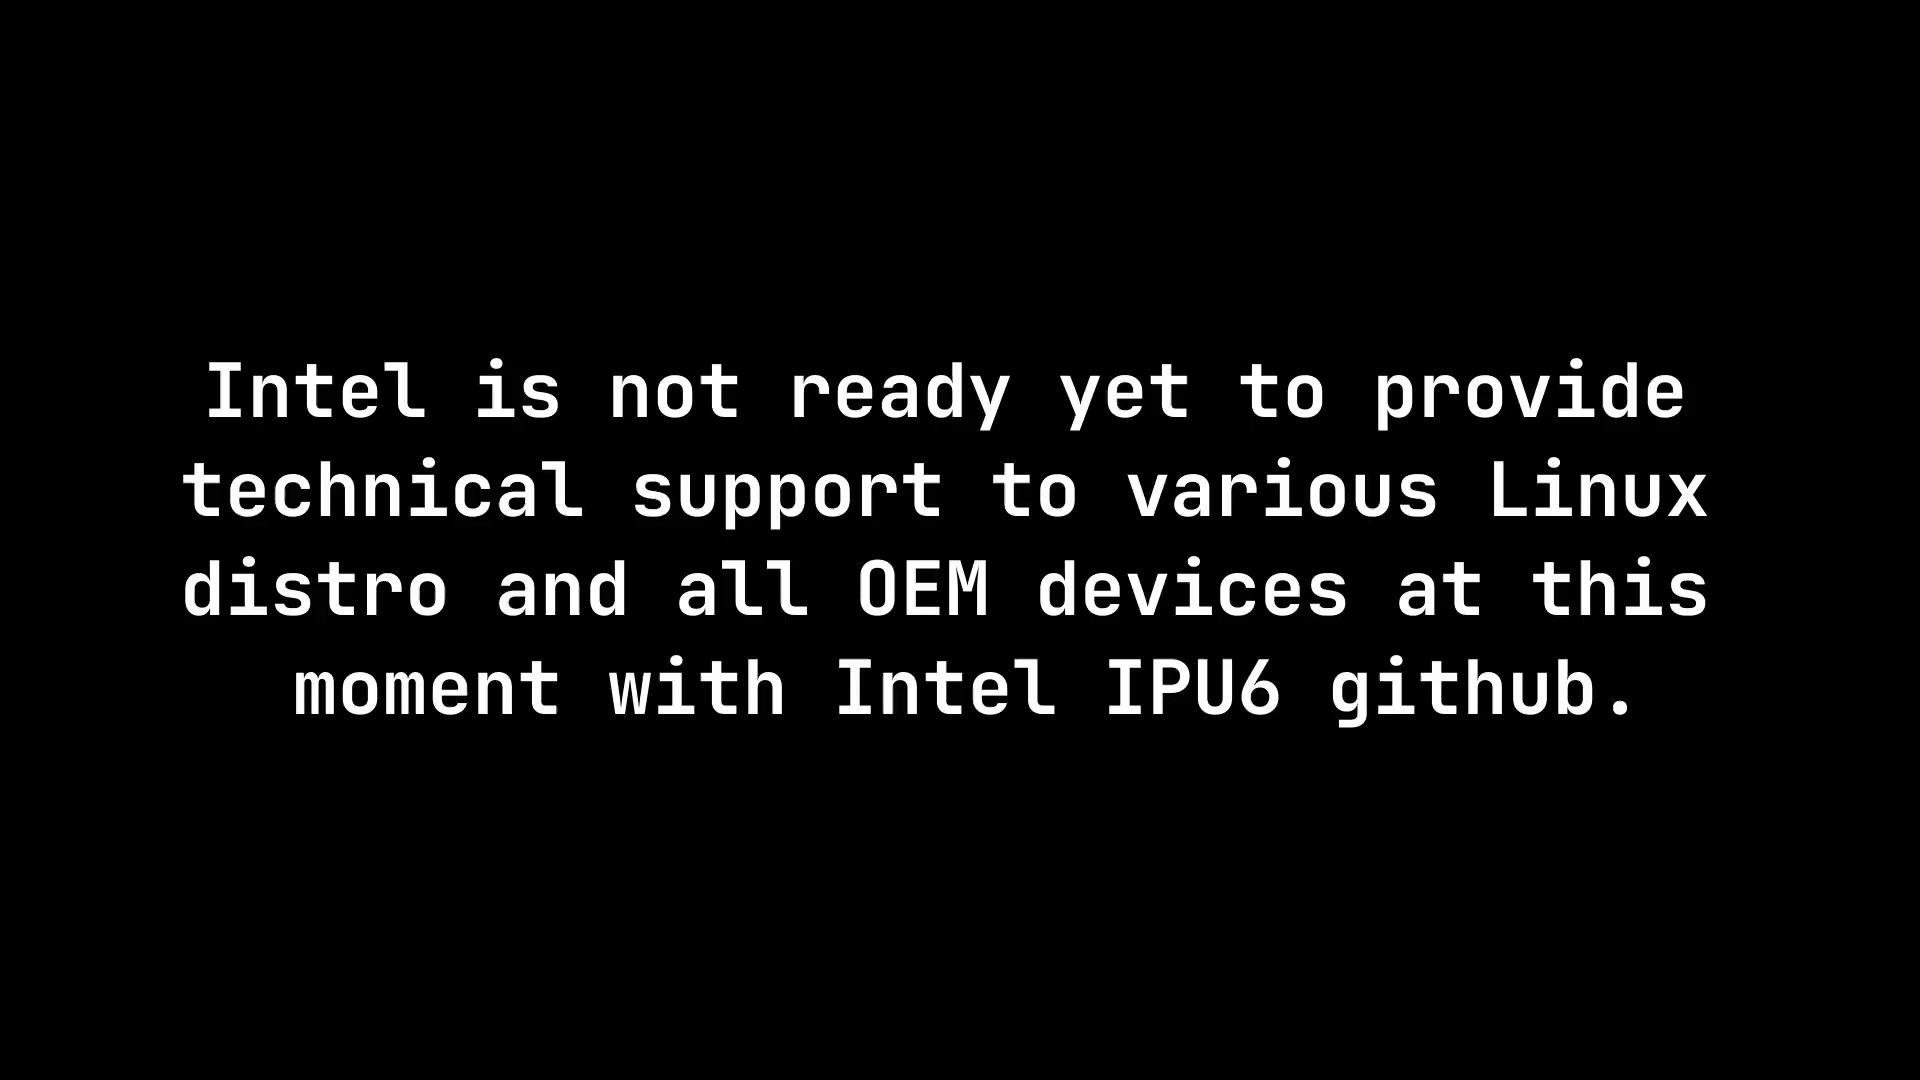 Intel is not ready yet to provide
technical support to various Linux
distro and all OEM devices at this
moment with Intel IPU6 github.